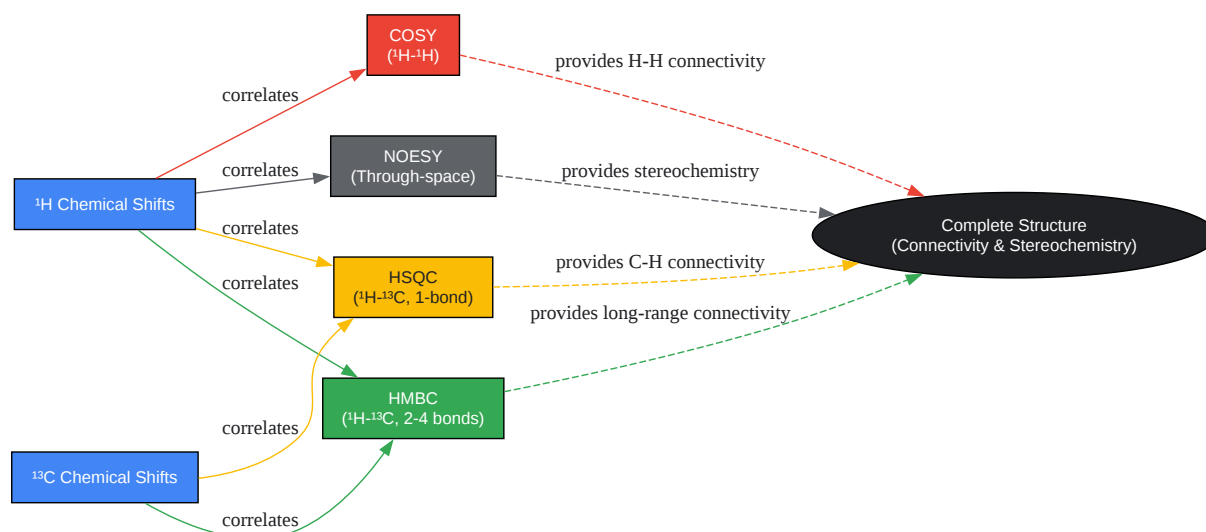 COSY
(¹H-¹H)
provides H-H connectivity
correlates
NOESY
(Through-space)
correlates
provides stereochemistry
¹H Chemical Shifts
correlates
Complete Structure
(Connectivity & Stereochemistry)
HSQC
(¹H-¹³C, 1-bond)
provides C-H connectivity
correlates
provides long-range connectivity
HMBC
(¹H-¹³C, 2-4 bonds)
correlates
¹³C Chemical Shifts
correlates